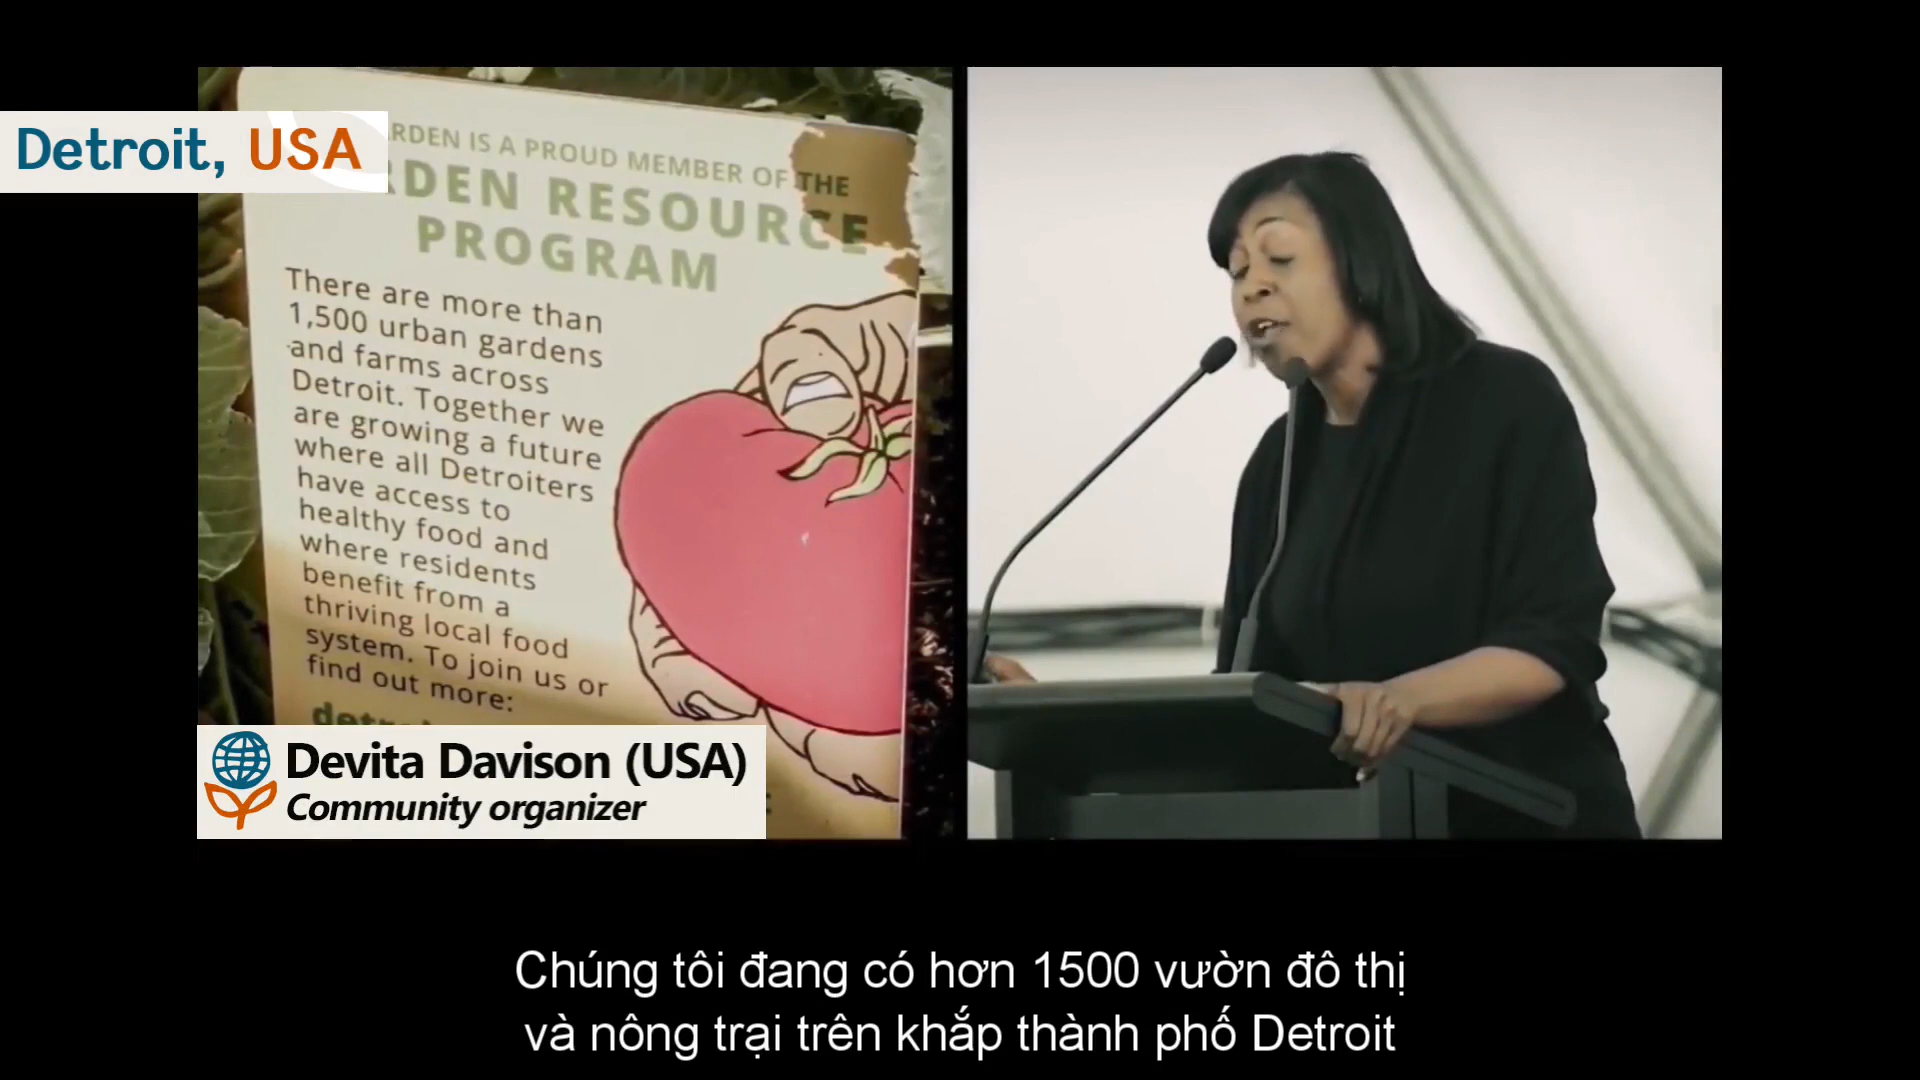 Detroit, USA
IS A PROUD MEMBER OF THE
RESOURCE
PROGRAM
There are more than
1,500 urban gardens
and farms across
Detroit. Together we
are growing a future
where all Detroiters
have access to
healthy food and
where residents
benefit from a
thriving local food
system. To join us or
find out more:
Devita Davison (USA)
Community organizer
Chúng tôi đang có hơn 1500 vườn đô thị
và nông trại trên khắp thành phố Detroit